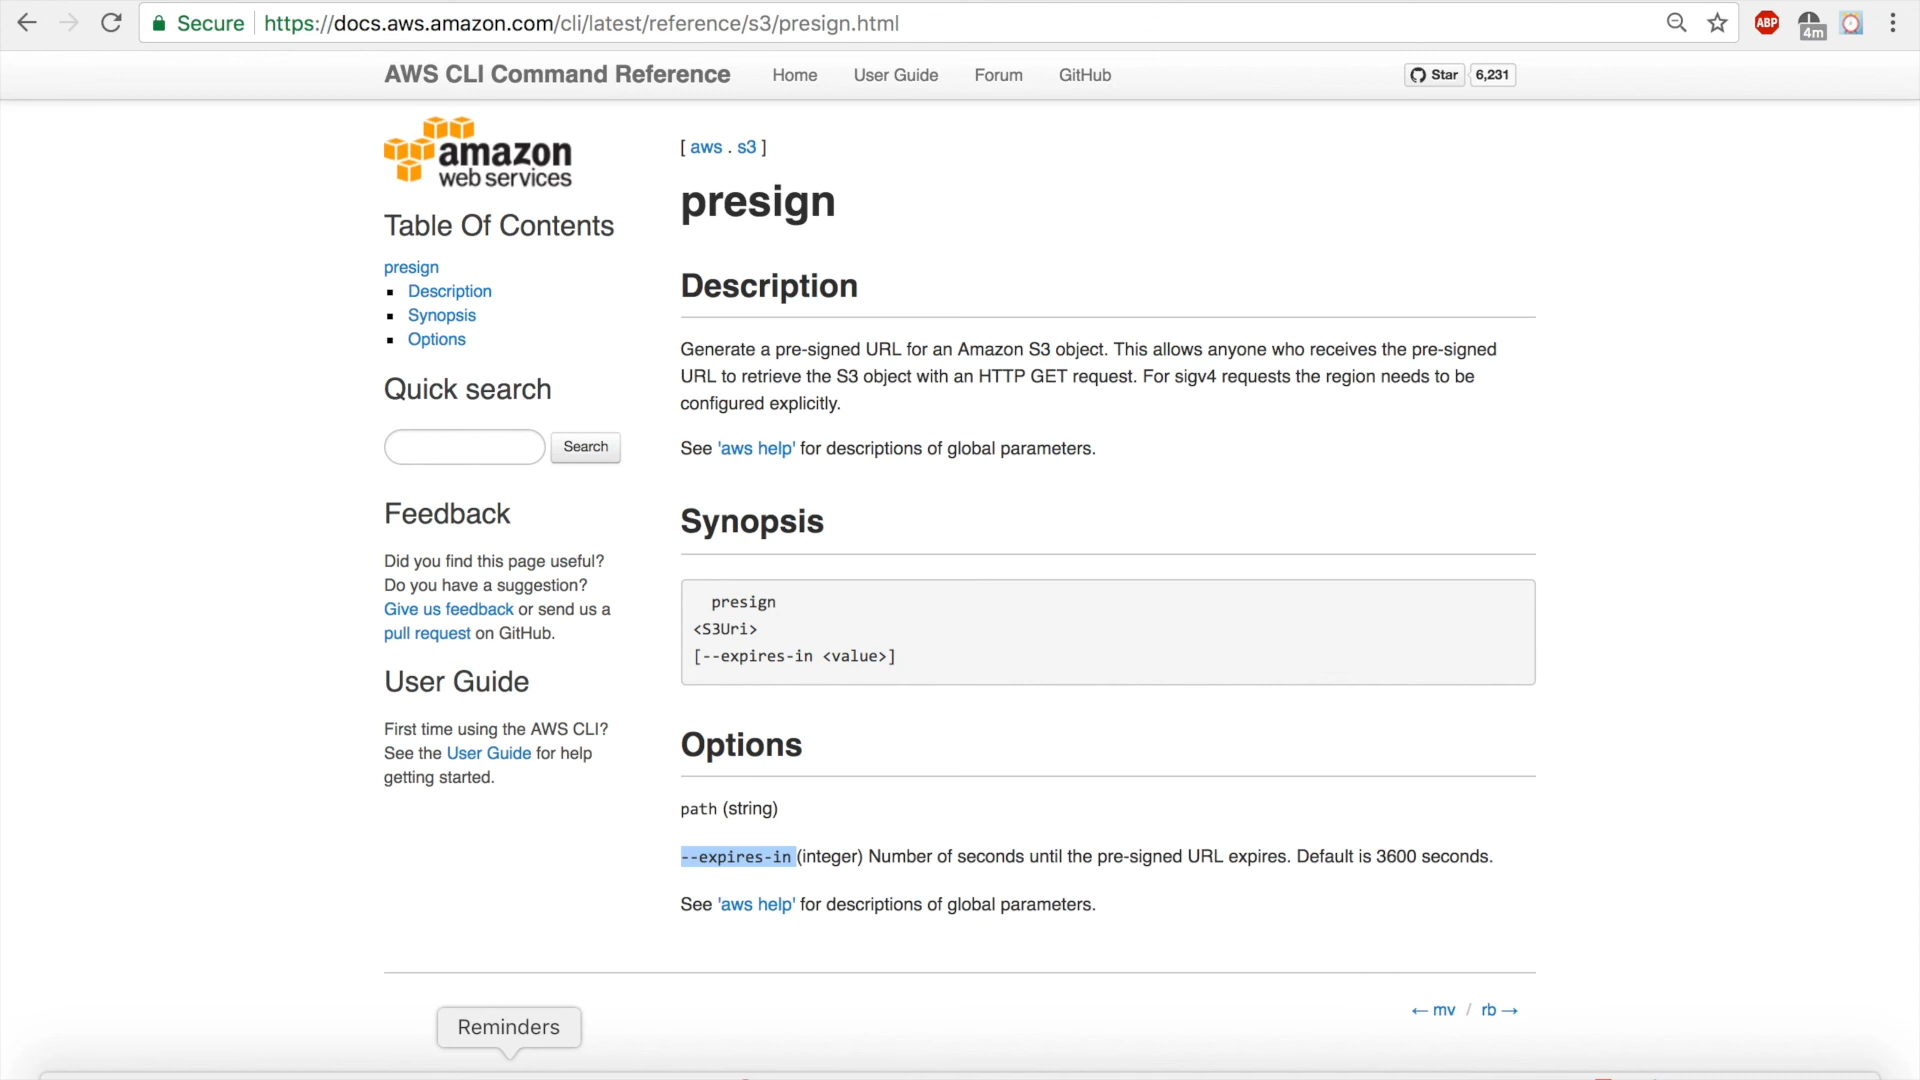 Secure
https://docs.aws.amazon.com/cli/latest/reference/s3/presign.html
ABP
4m
AWS CLI Command Reference
Home
User Guide
Forum
GitHub
Star
6,231
amazon
web services
Table Of Contents
presign
Description
Synopsis
Options
Quick search
Search
Feedback
Did you find this page useful?
Do you have a suggestion?
Give us feedback or send us a
pull request on GitHub.
User Guide
First time using the AWS CLI?
See the User Guide for help
getting started.
[ aws . s3 ]
presign
Description
Generate a pre-signed URL for an Amazon S3 object. This allows anyone who receives the pre-signed
URL to retrieve the S3 object with an HTTP GET request. For sigv4 requests the region needs to be
configured explicitly.
See 'aws help' for descriptions of global parameters.
Synopsis
presign
<S3Uri>
[--expires-in <value>]
Options
path (string)
--expires-in (integer) Number of seconds until the pre-signed URL expires. Default is 3600 seconds.
See 'aws help' for descriptions of global parameters.
← mv / rb →
Reminders